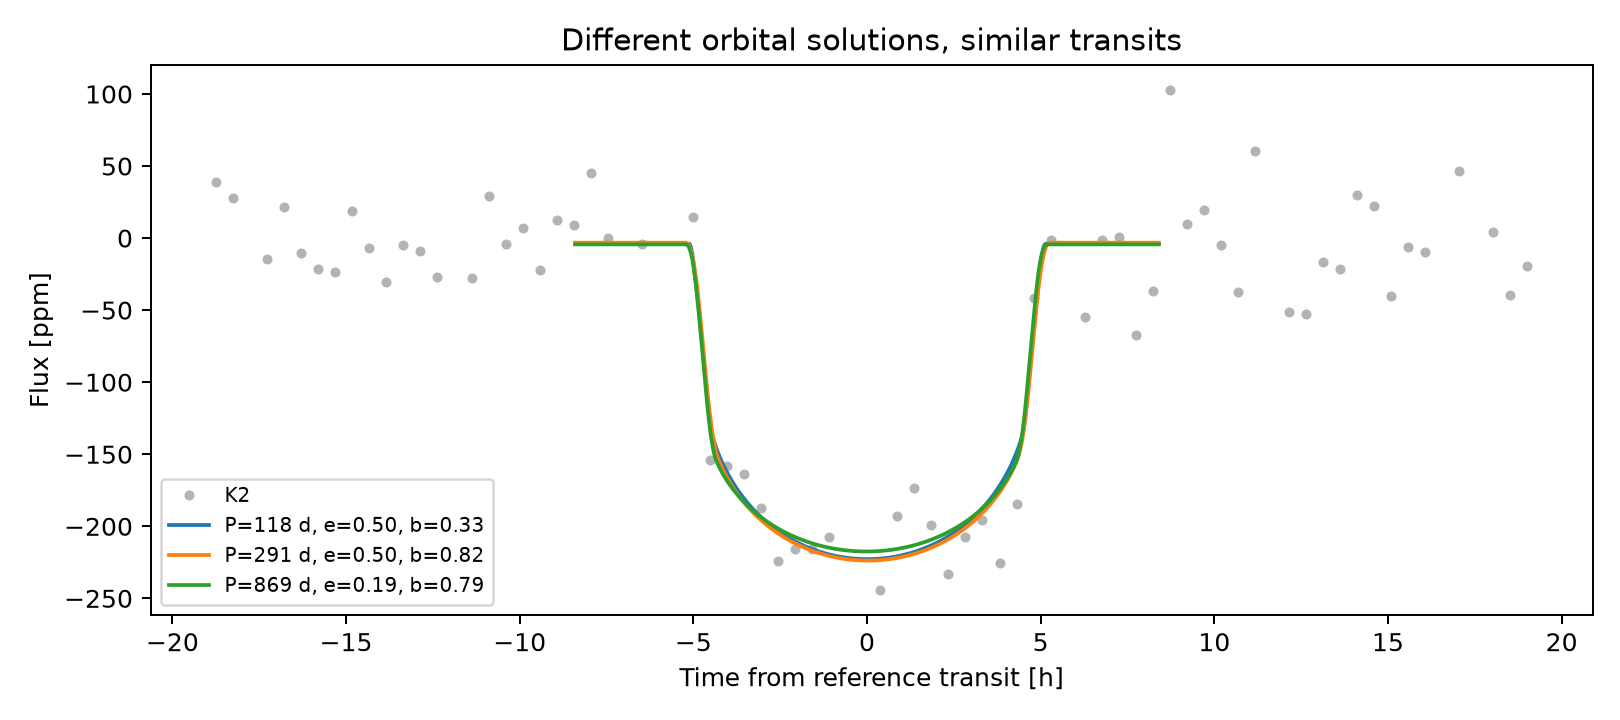 Different orbital solutions, similar transits
Flux [ppm]
100
50
0
−50
−100
−150
−200
−250
K2
P=118 d, e=0.50, b=0.33
P=291 d, e=0.50, b=0.82
P=869 d, e=0.19, b=0.79
−20 −15 −10 −5 0 5 10 15 20
Time from reference transit [h]